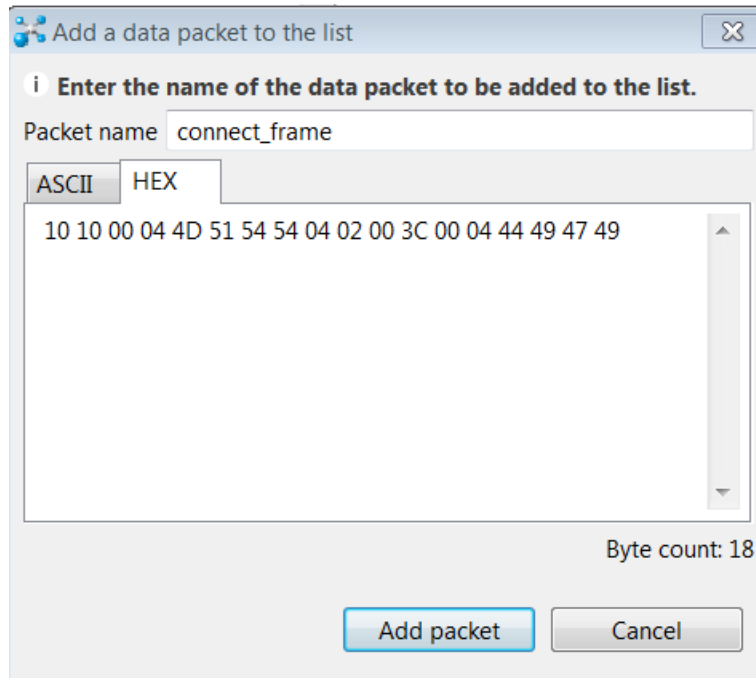 Add a data packet to the list
i Enter the name of the data packet to be added to the list.
Packet name connect_frame
ASCII HEX
10 10 00 04 4D 51 54 54 04 02 00 3C 00 04 44 49 47 49
Byte count: 18
Add packet Cancel